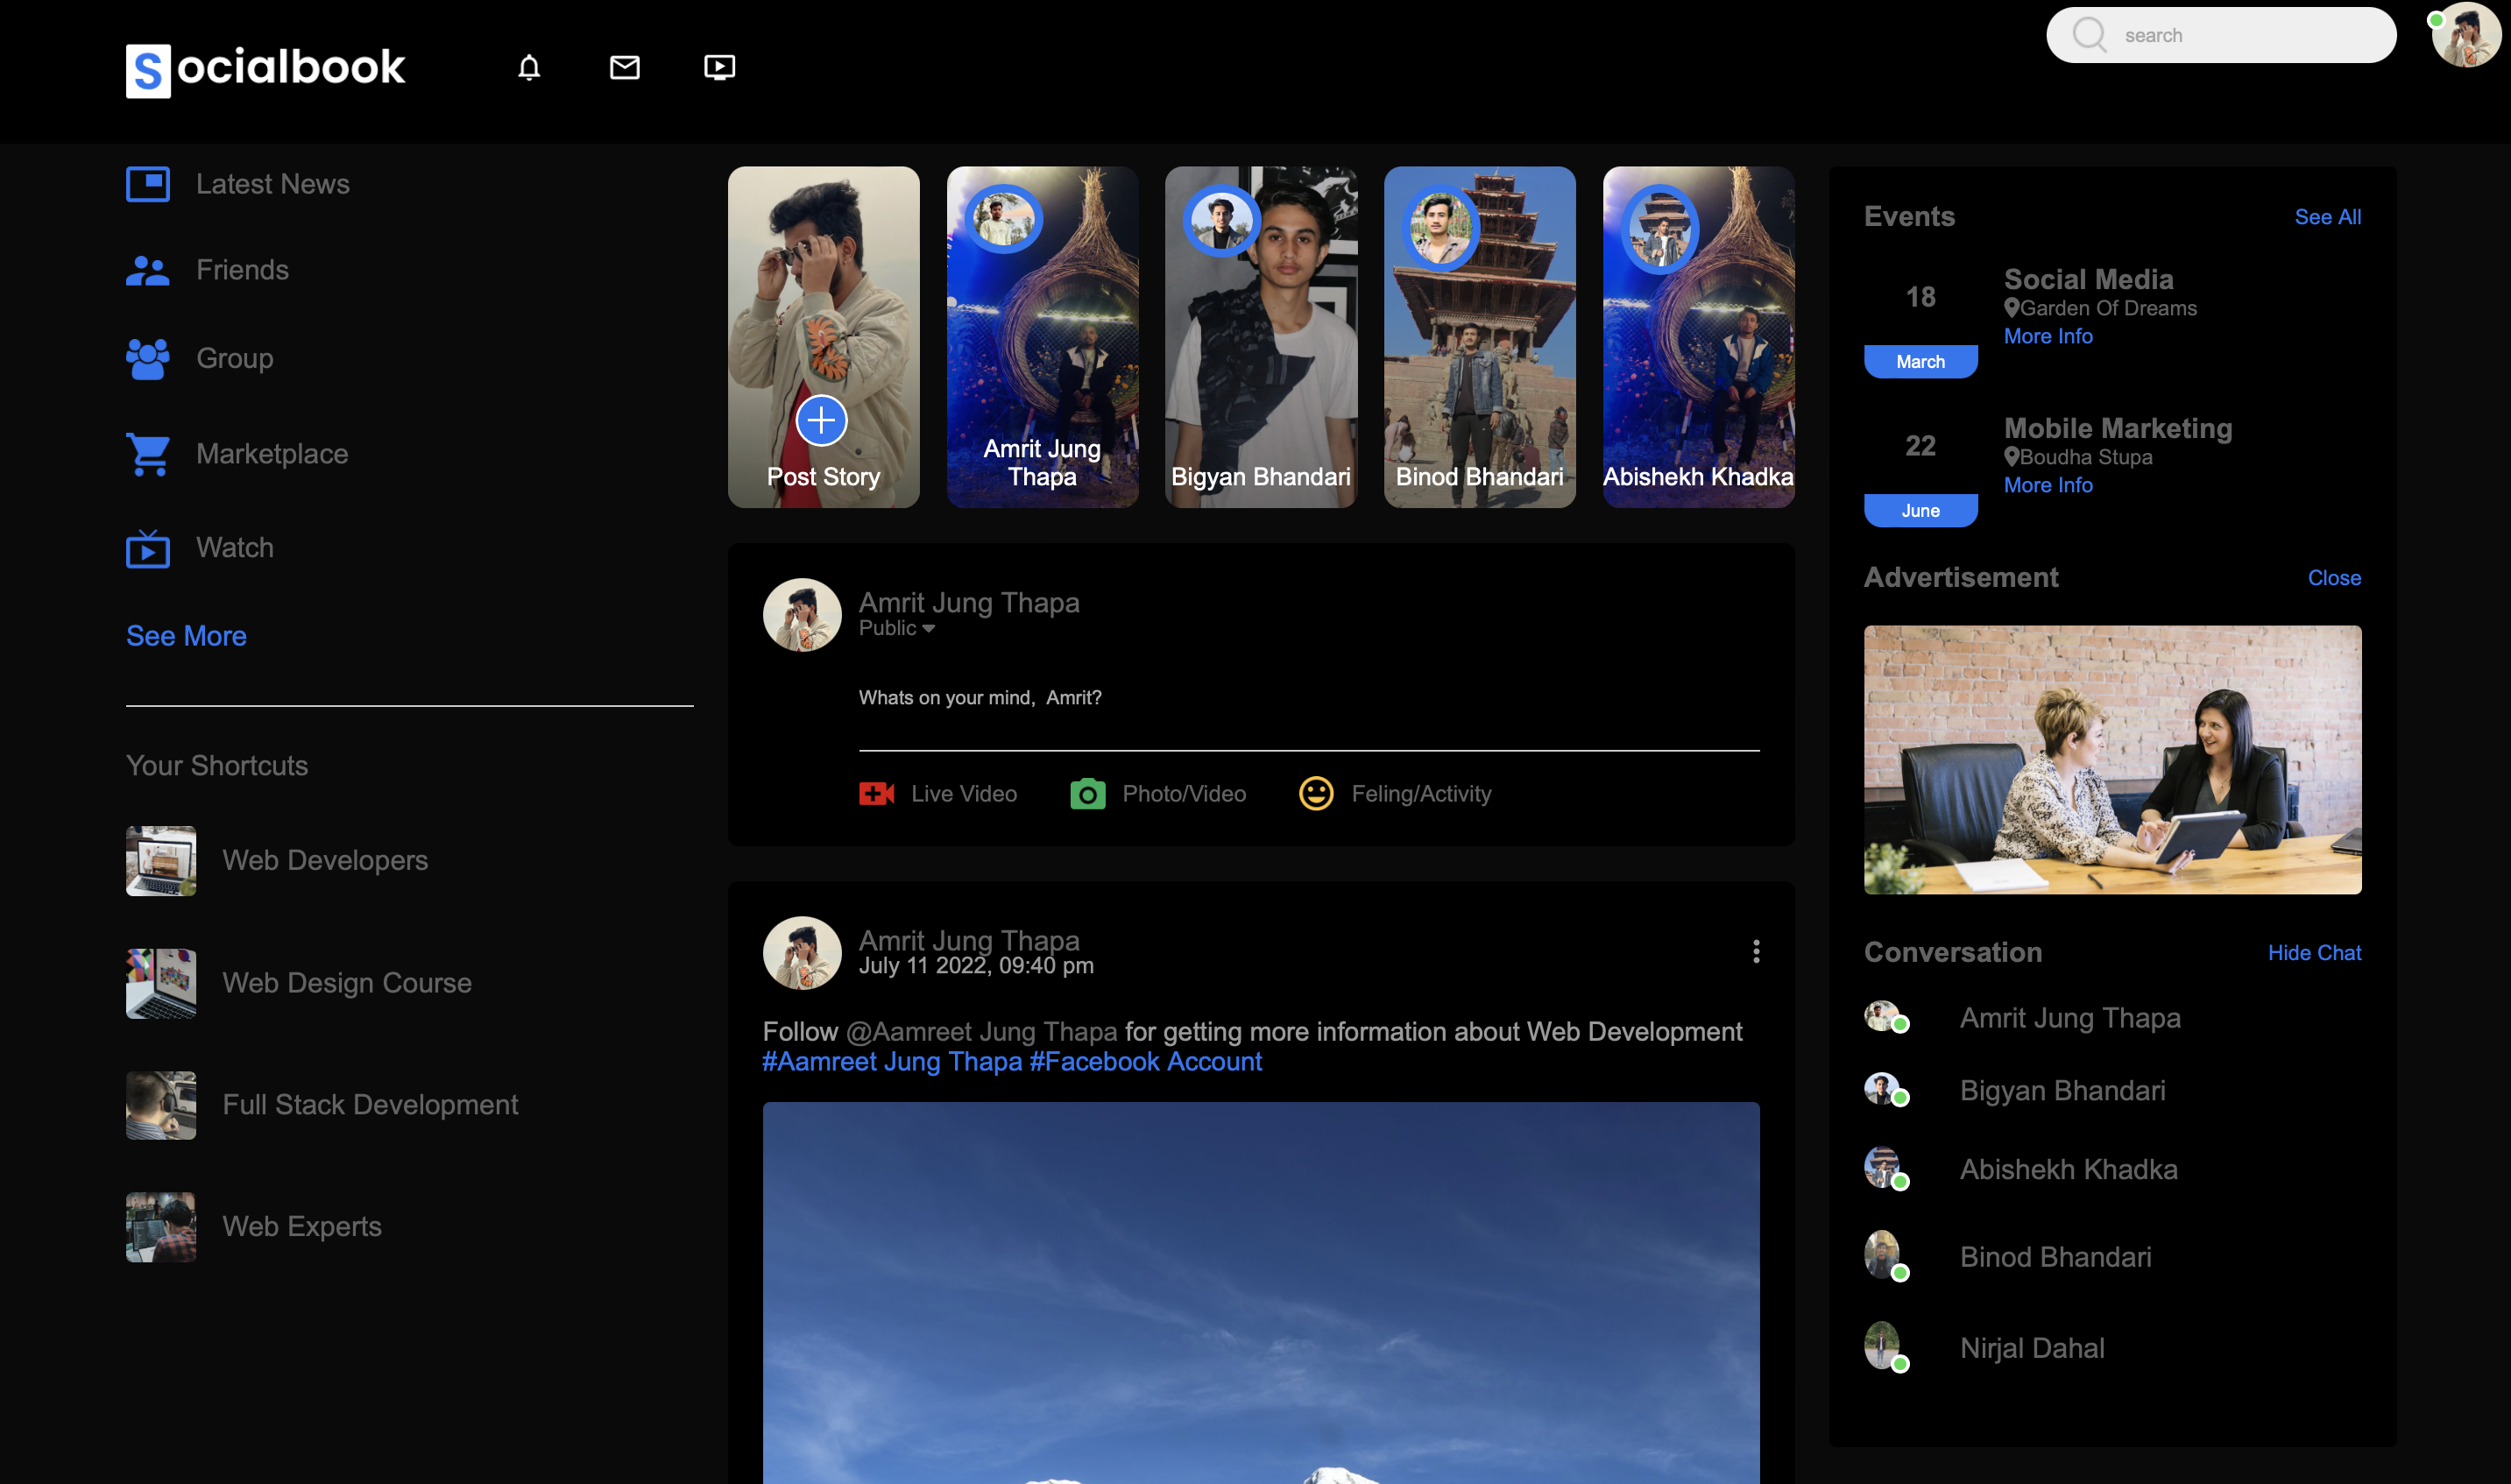 Socialbook
search
Latest News
Friends
Group
Marketplace
Watch
See More
Your Shortcuts
Web Developers
Web Design Course
Full Stack Development
Web Experts
Post Story
Amrit Jung
Thapa
Bigyan Bhandari
Binod Bhandari
Abishekh Khadka
Amrit Jung Thapa
Public
Whats on your mind, Amrit?
Live Video
Photo/Video
Feling/Activity
Amrit Jung Thapa
July 11 2022, 09:40 pm
Follow @Aamreet Jung Thapa for getting more information about Web Development
#Aamreet Jung Thapa #Facebook Account
Events
See All
18
March
Social Media
Garden Of Dreams
More Info
22
June
Mobile Marketing
Boudha Stupa
More Info
Advertisement
Close
Conversation
Hide Chat
Amrit Jung Thapa
Bigyan Bhandari
Abishekh Khadka
Binod Bhandari
Nirjal Dahal